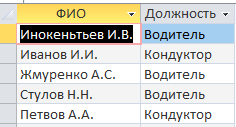 ФИО Должность
Инокентьев И.В. Водитель
Иванов И.И. Кондуктор
Жмуренко А.С. Водитель
Стулов Н.Н. Водитель
Петвов А.А. Кондуктор